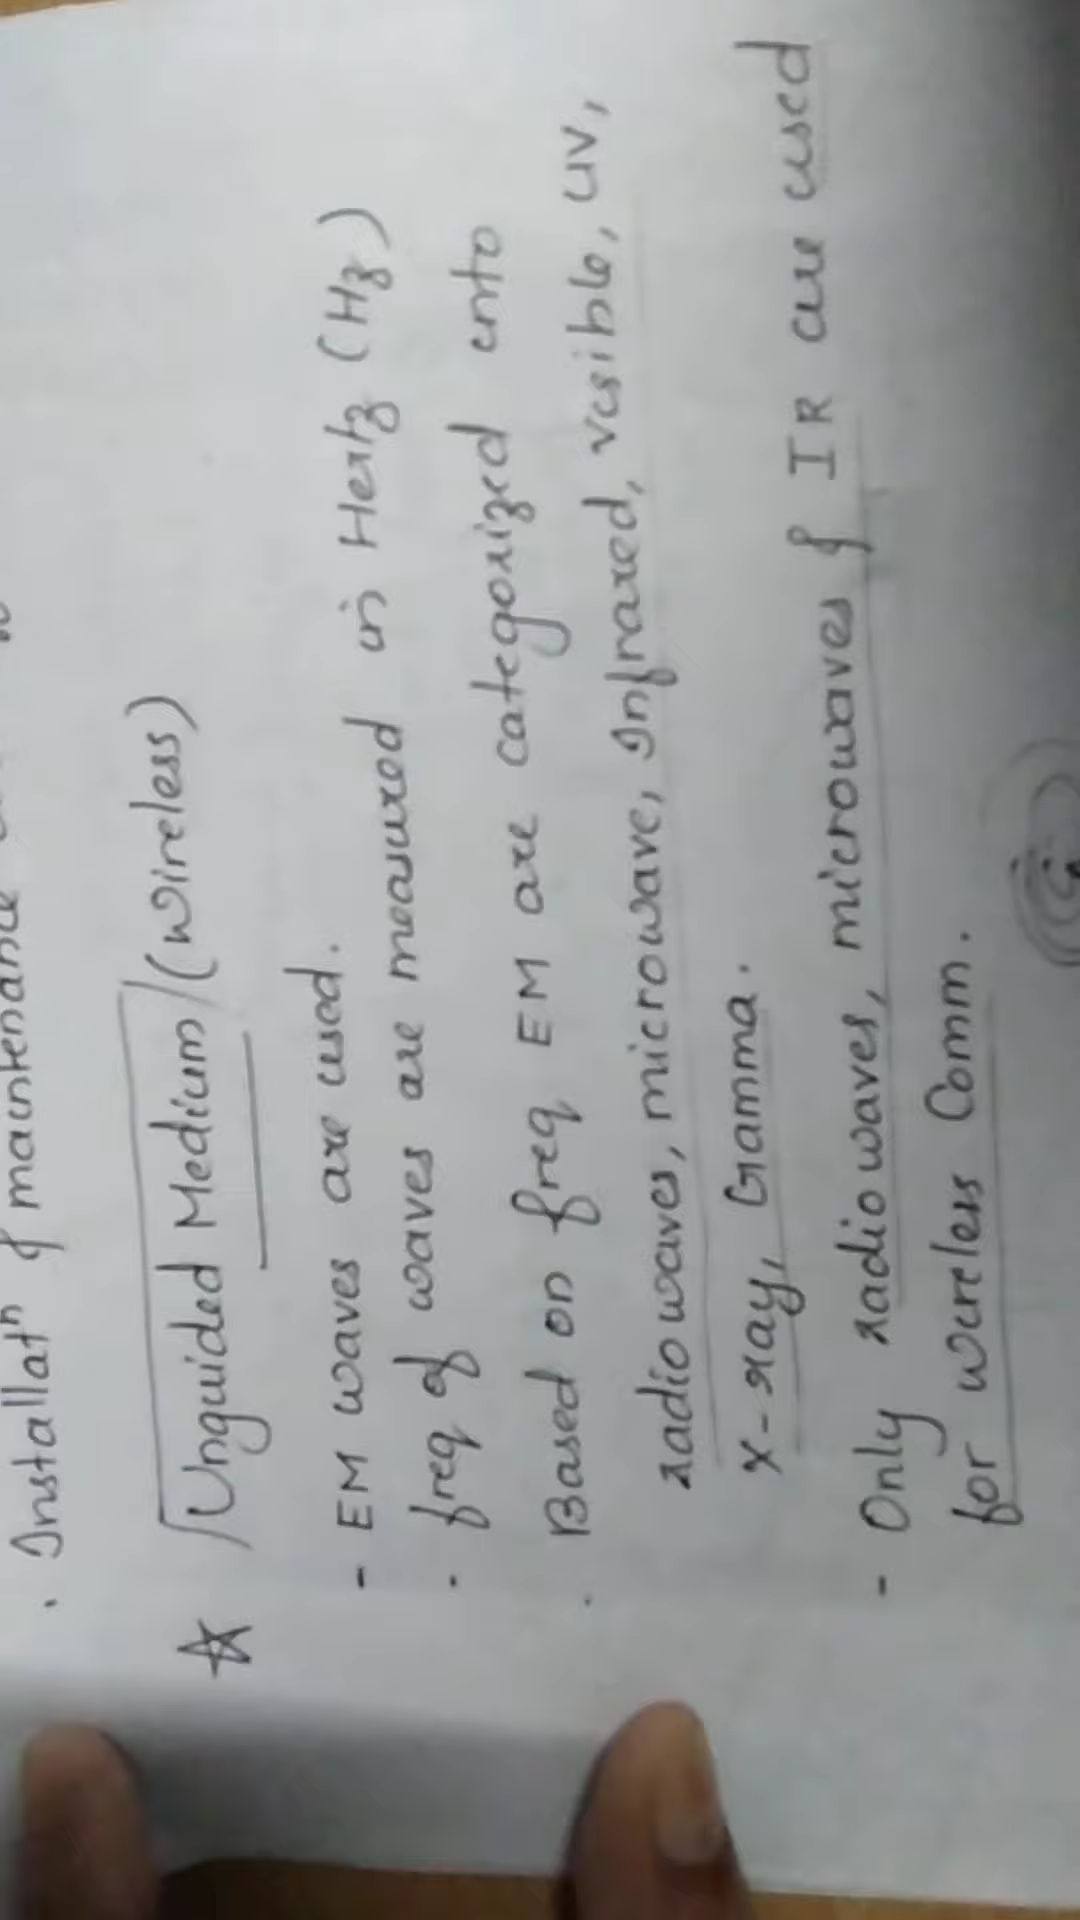 . Installatⁿ & maintenance
☆ Unguided Medium (wireless)
- EM waves are used.
. freq of waves are measured in Hertz (Hz)
. Based on freq EM are categorized into
radiowaves, microwave, Infrared, visible, UV,
X-ray, Gamma.
- Only radiowaves, microwaves & IR are used
for wireless Comm.